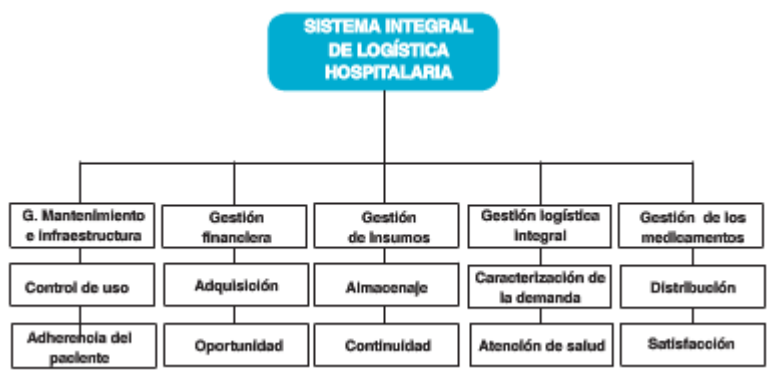 SISTEMA INTEGRAL
DE LOGÍSTICA
HOSPITALARIA
G. Mantenimiento
e infraestructura
Gestión
financiera
Gestión
de Insumos
Gestión logística
integral
Gestión de los
medicamentos
Control de uso
Adquisición
Almacenaje
Caracterización de
la demanda
Distribución
Adherencia del
paciente
Oportunidad
Continuidad
Atención de salud
Satisfacción